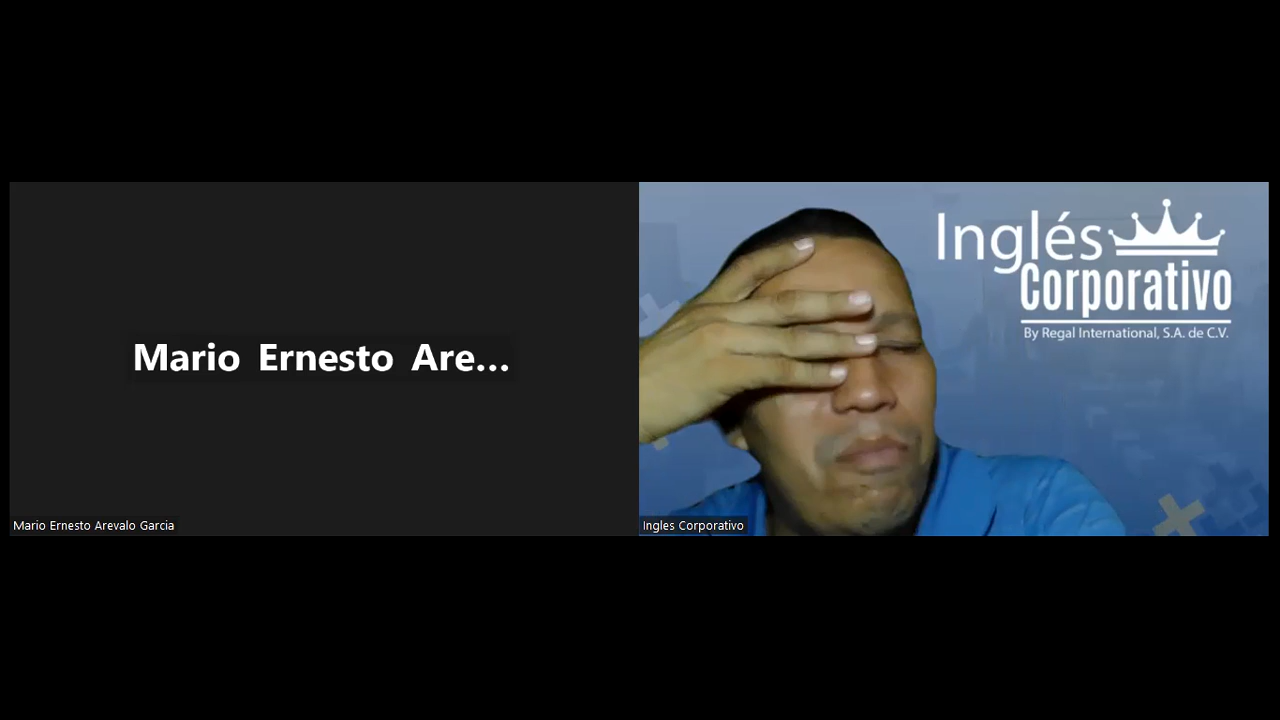 Mario Ernesto Are...
Mario Ernesto Arevalo Garcia
Inglés
Corporativo
By Regal International, S.A. de C.V.
Ingles Corporativo